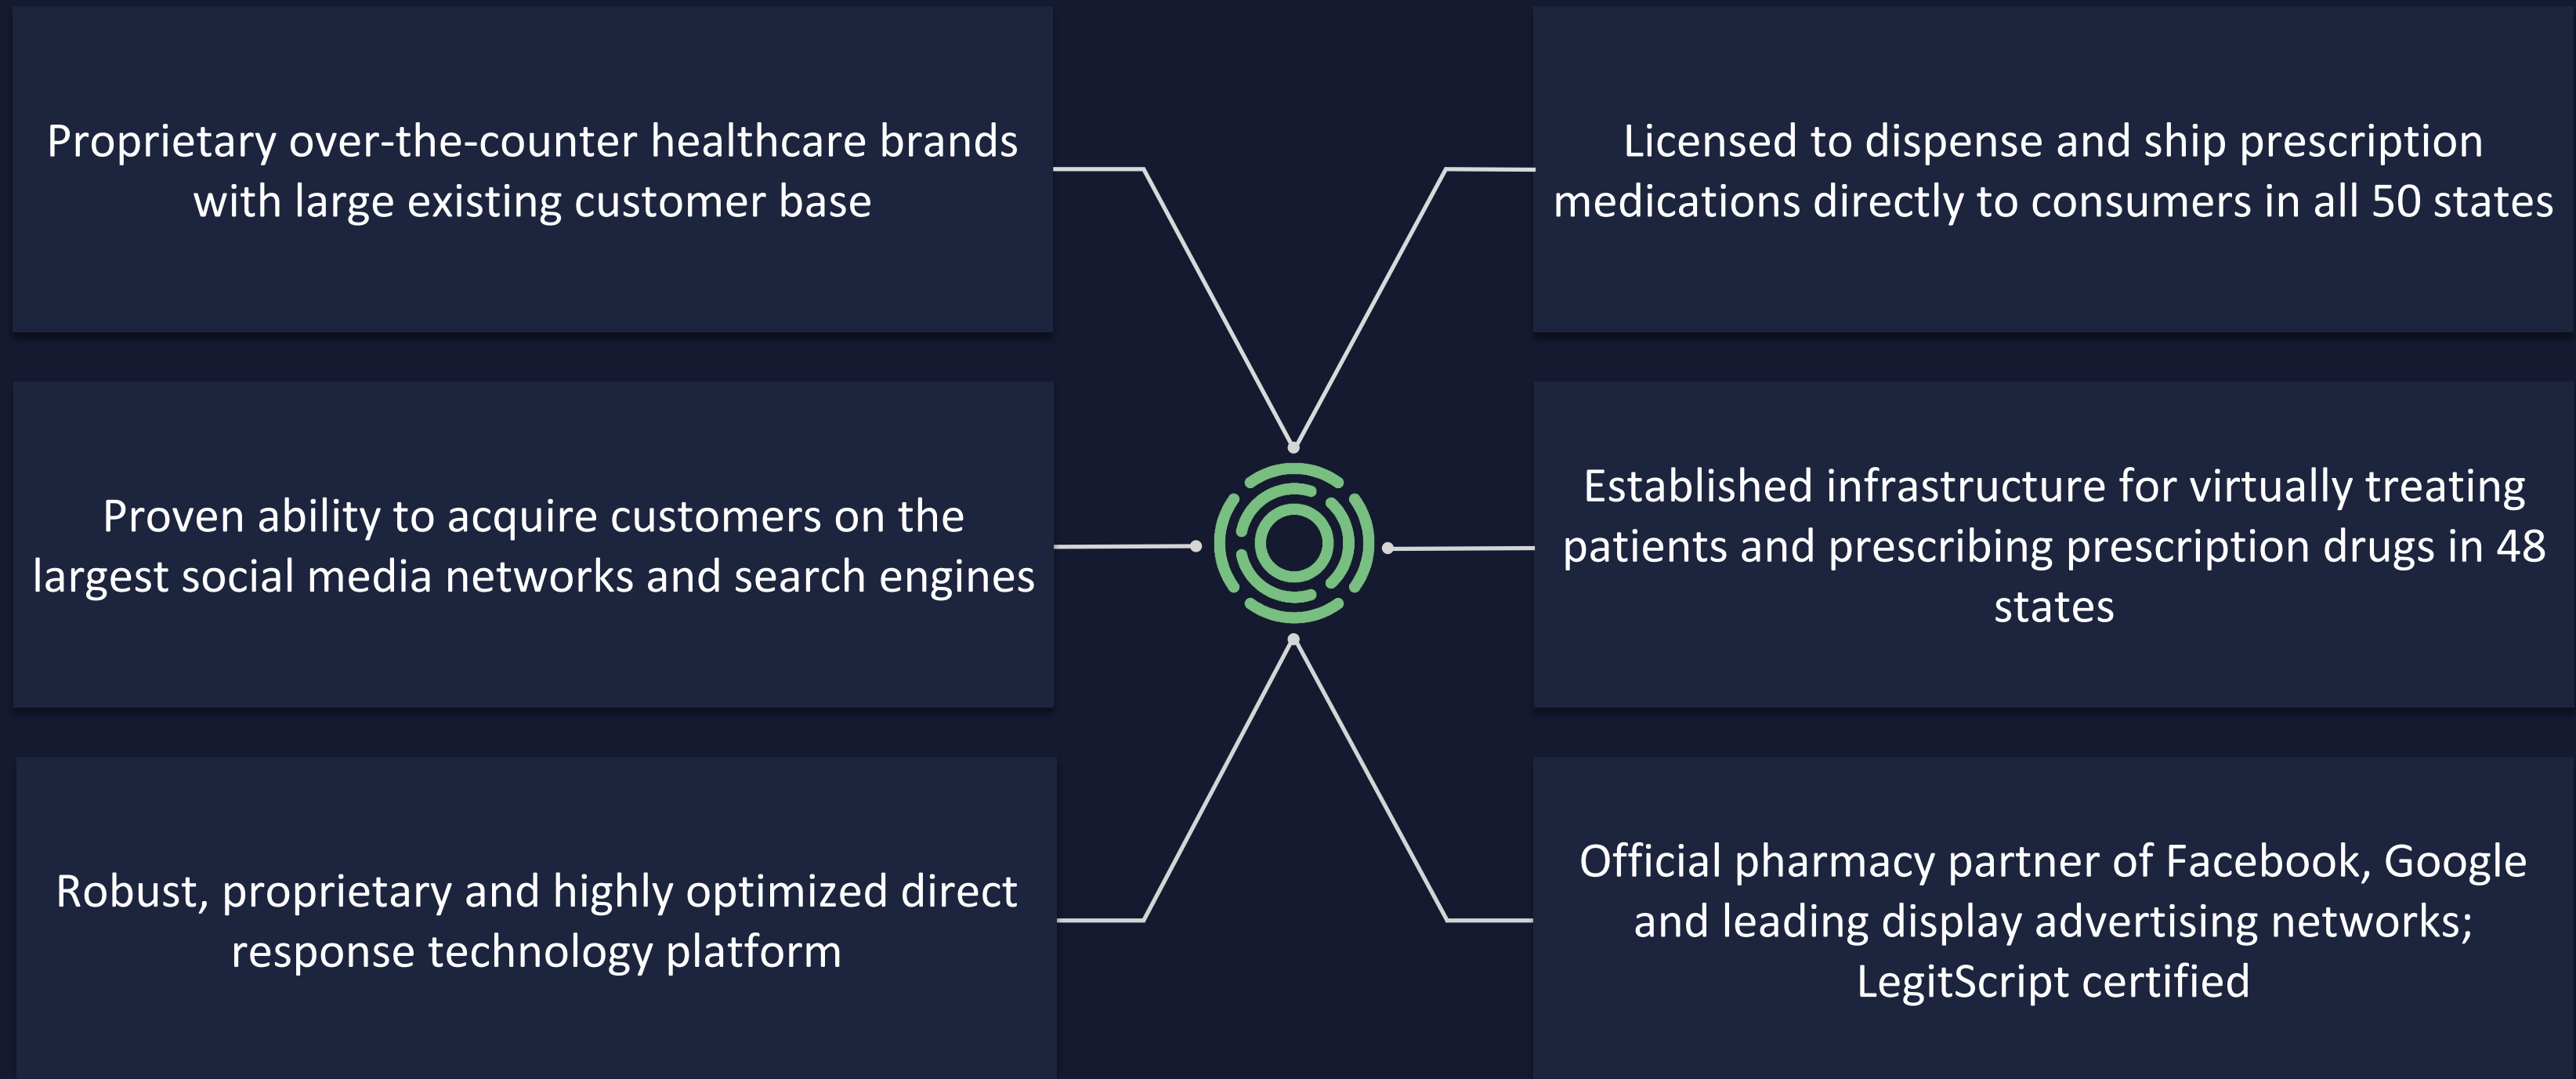 Proprietary over-the-counter healthcare brands
with large existing customer base
Licensed to dispense and ship prescription
medications directly to consumers in all 50 states
Proven ability to acquire customers on the
largest social media networks and search engines
Established infrastructure for virtually treating
patients and prescribing prescription drugs in 48
states
Robust, proprietary and highly optimized direct
response technology platform
Official pharmacy partner of Facebook, Google
and leading display advertising networks;
LegitScript certified